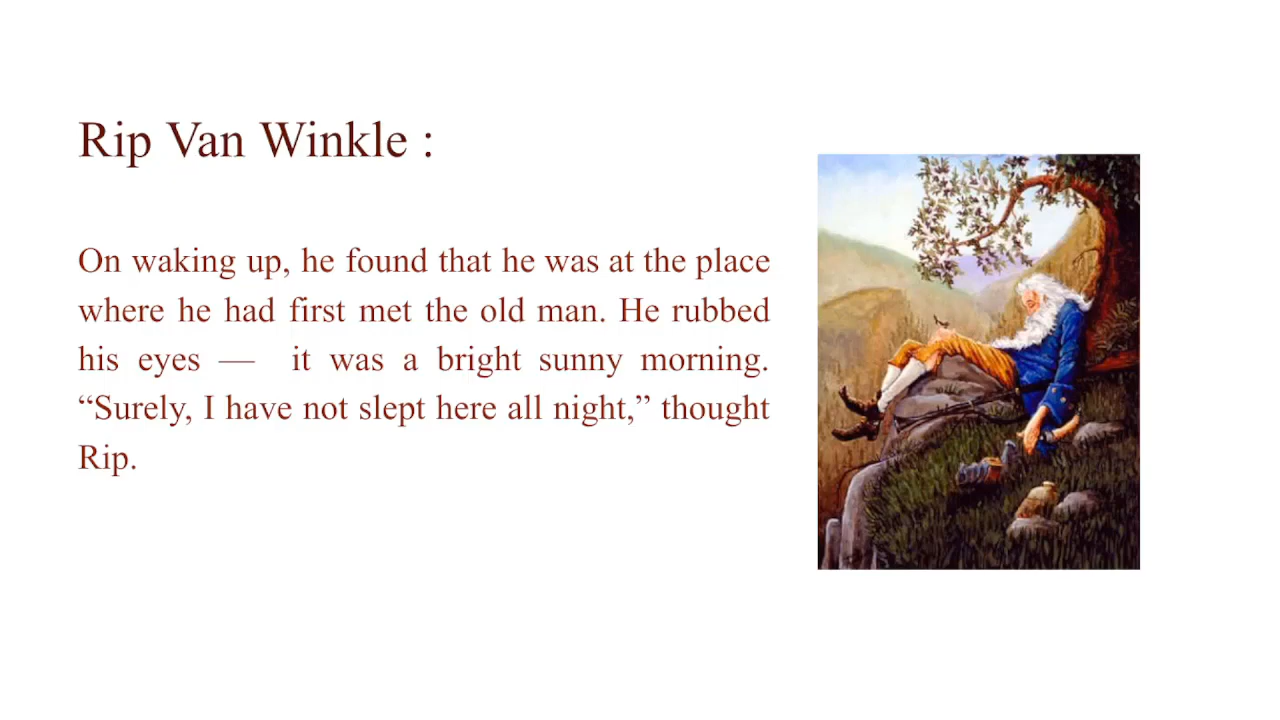 Rip Van Winkle :
On waking up, he found that he was at the place
where he had first met the old man. He rubbed
his eyes — it was a bright sunny morning.
“Surely, I have not slept here all night,” thought
Rip.